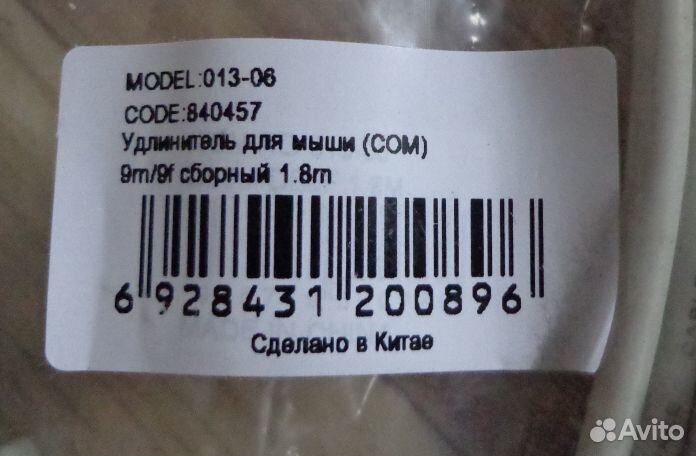 MODEL:013-06
CODE:840457
Удлинитель для мыши (COM)
9m/9f сборный 1.8m
6 928431 200896
Сделано в Китае
Avito